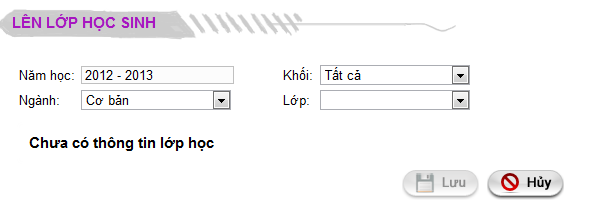 LÊN LỚP HỌC SINH
Năm học: 2012 - 2013 Khối: Tất cả
Ngành: Cơ bản Lớp:
Chưa có thông tin lớp học
Lưu Hủy